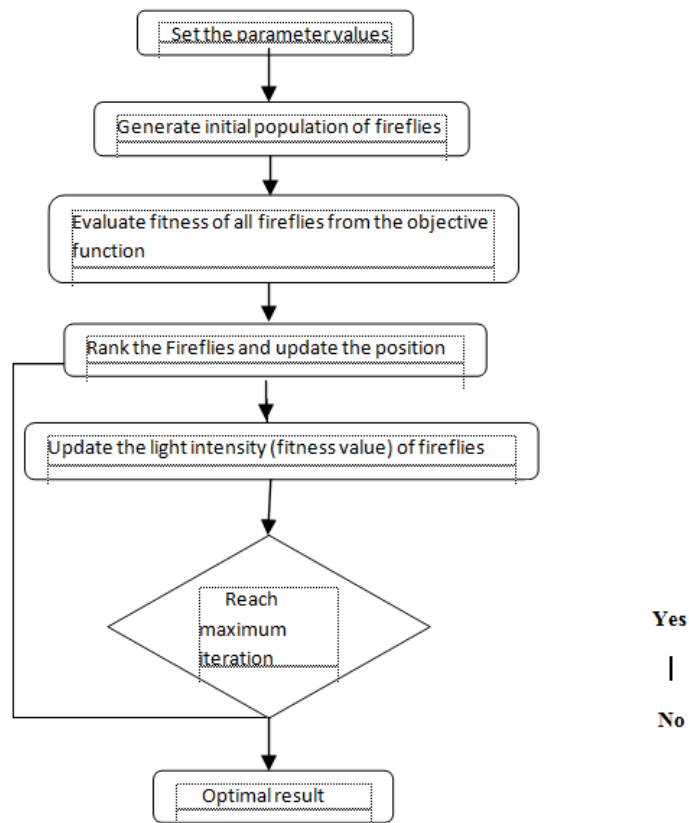 Set the parameter values
Generate initial population of fireflies
Evaluate fitness of all fireflies from the objective
function
Rank the Fireflies and update the position
Update the light intensity (fitness value) of fireflies
Reach
maximum
iteration
Yes
No
Optimal result